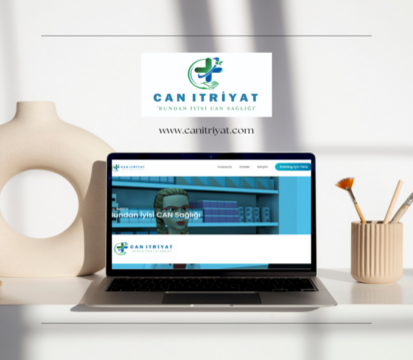 CAN ITRİYAT
'BUNDAN İYİSİ CAN SAĞLIĞI'
www.canitriyat.com
CAN ITRİYAT
Bundan İyisi CAN Sağlığı
CAN ITRİYAT